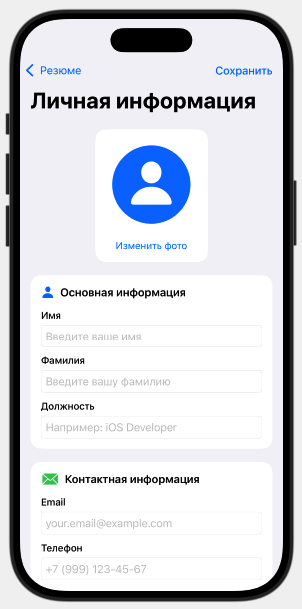 Резюме
Сохранить
Личная информация
Изменить фото
Основная информация
Имя
Введите ваше имя
Фамилия
Введите вашу фамилию
Должность
Например: iOS Developer
Контактная информация
Email
your.email@example.com
Телефон
+7 (999) 123-45-67